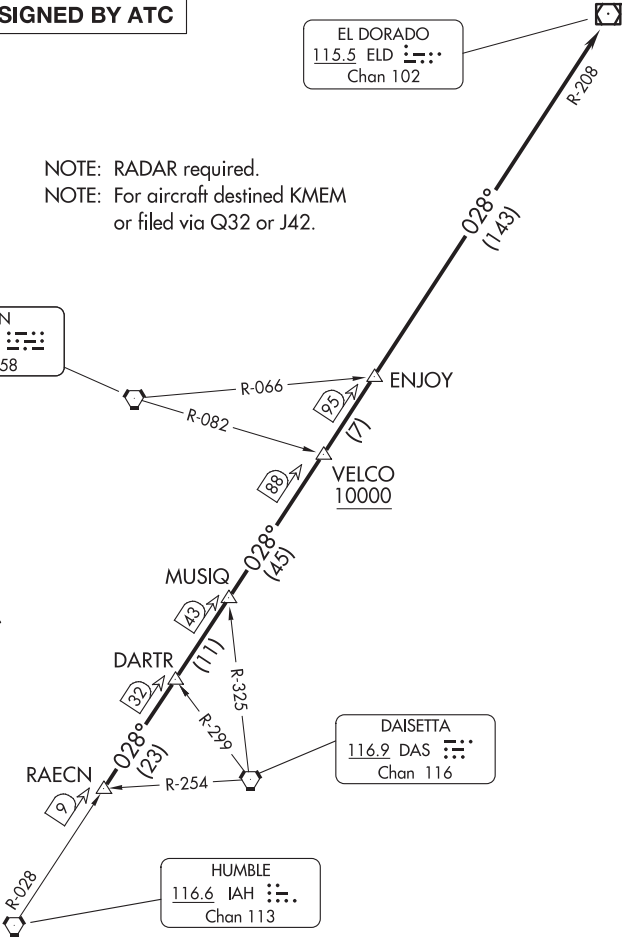 SIGNED BY ATC
EL DORADO
115.5 ELD
Chan 102
R-208
NOTE: RADAR required.
NOTE: For aircraft destined KMEM
or filed via Q32 or J42.
028°
(143)
N
58
R-066
ENJOY
95
R-082
(7)
VELCO
10000
88
028°
(45)
MUSIQ
43
(11)
DARTR
R-325
32
R-299
028°
(23)
DAISETTA
116.9 DAS
Chan 116
RAECN
R-254
9
R-028
HUMBLE
116.6 IAH
Chan 113